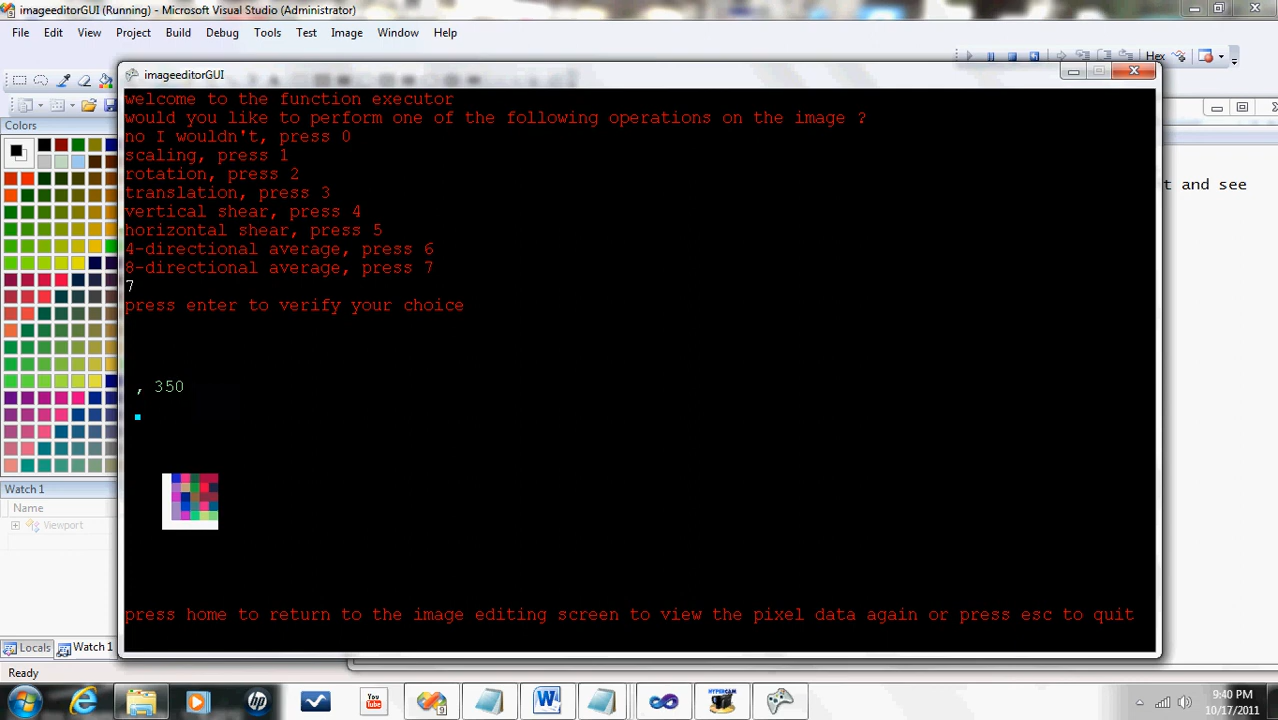 imageeditorGUI (Running) - Microsoft Visual Studio (Administrator)
File Edit View Project Build Debug Tools Test Image Window Help
Hex
imageeditorGUI
Colors
welcome to the function executor
would you like to perform one of the following operations on the image ?
no I wouldn't, press 0
scaling, press 1
rotation, press 2
translation, press 3
vertical shear, press 4
horizontal shear, press 5
4-directional average, press 6
8-directional average, press 7
7
press enter to verify your choice
, 350
t and see
Watch 1
Name
Viewport
press home to return to the image editing screen to view the pixel data again or press esc to quit
Locals Watch 1
Ready
You Tube
9
W
HYPERCAM
9:40 PM
10/17/2011